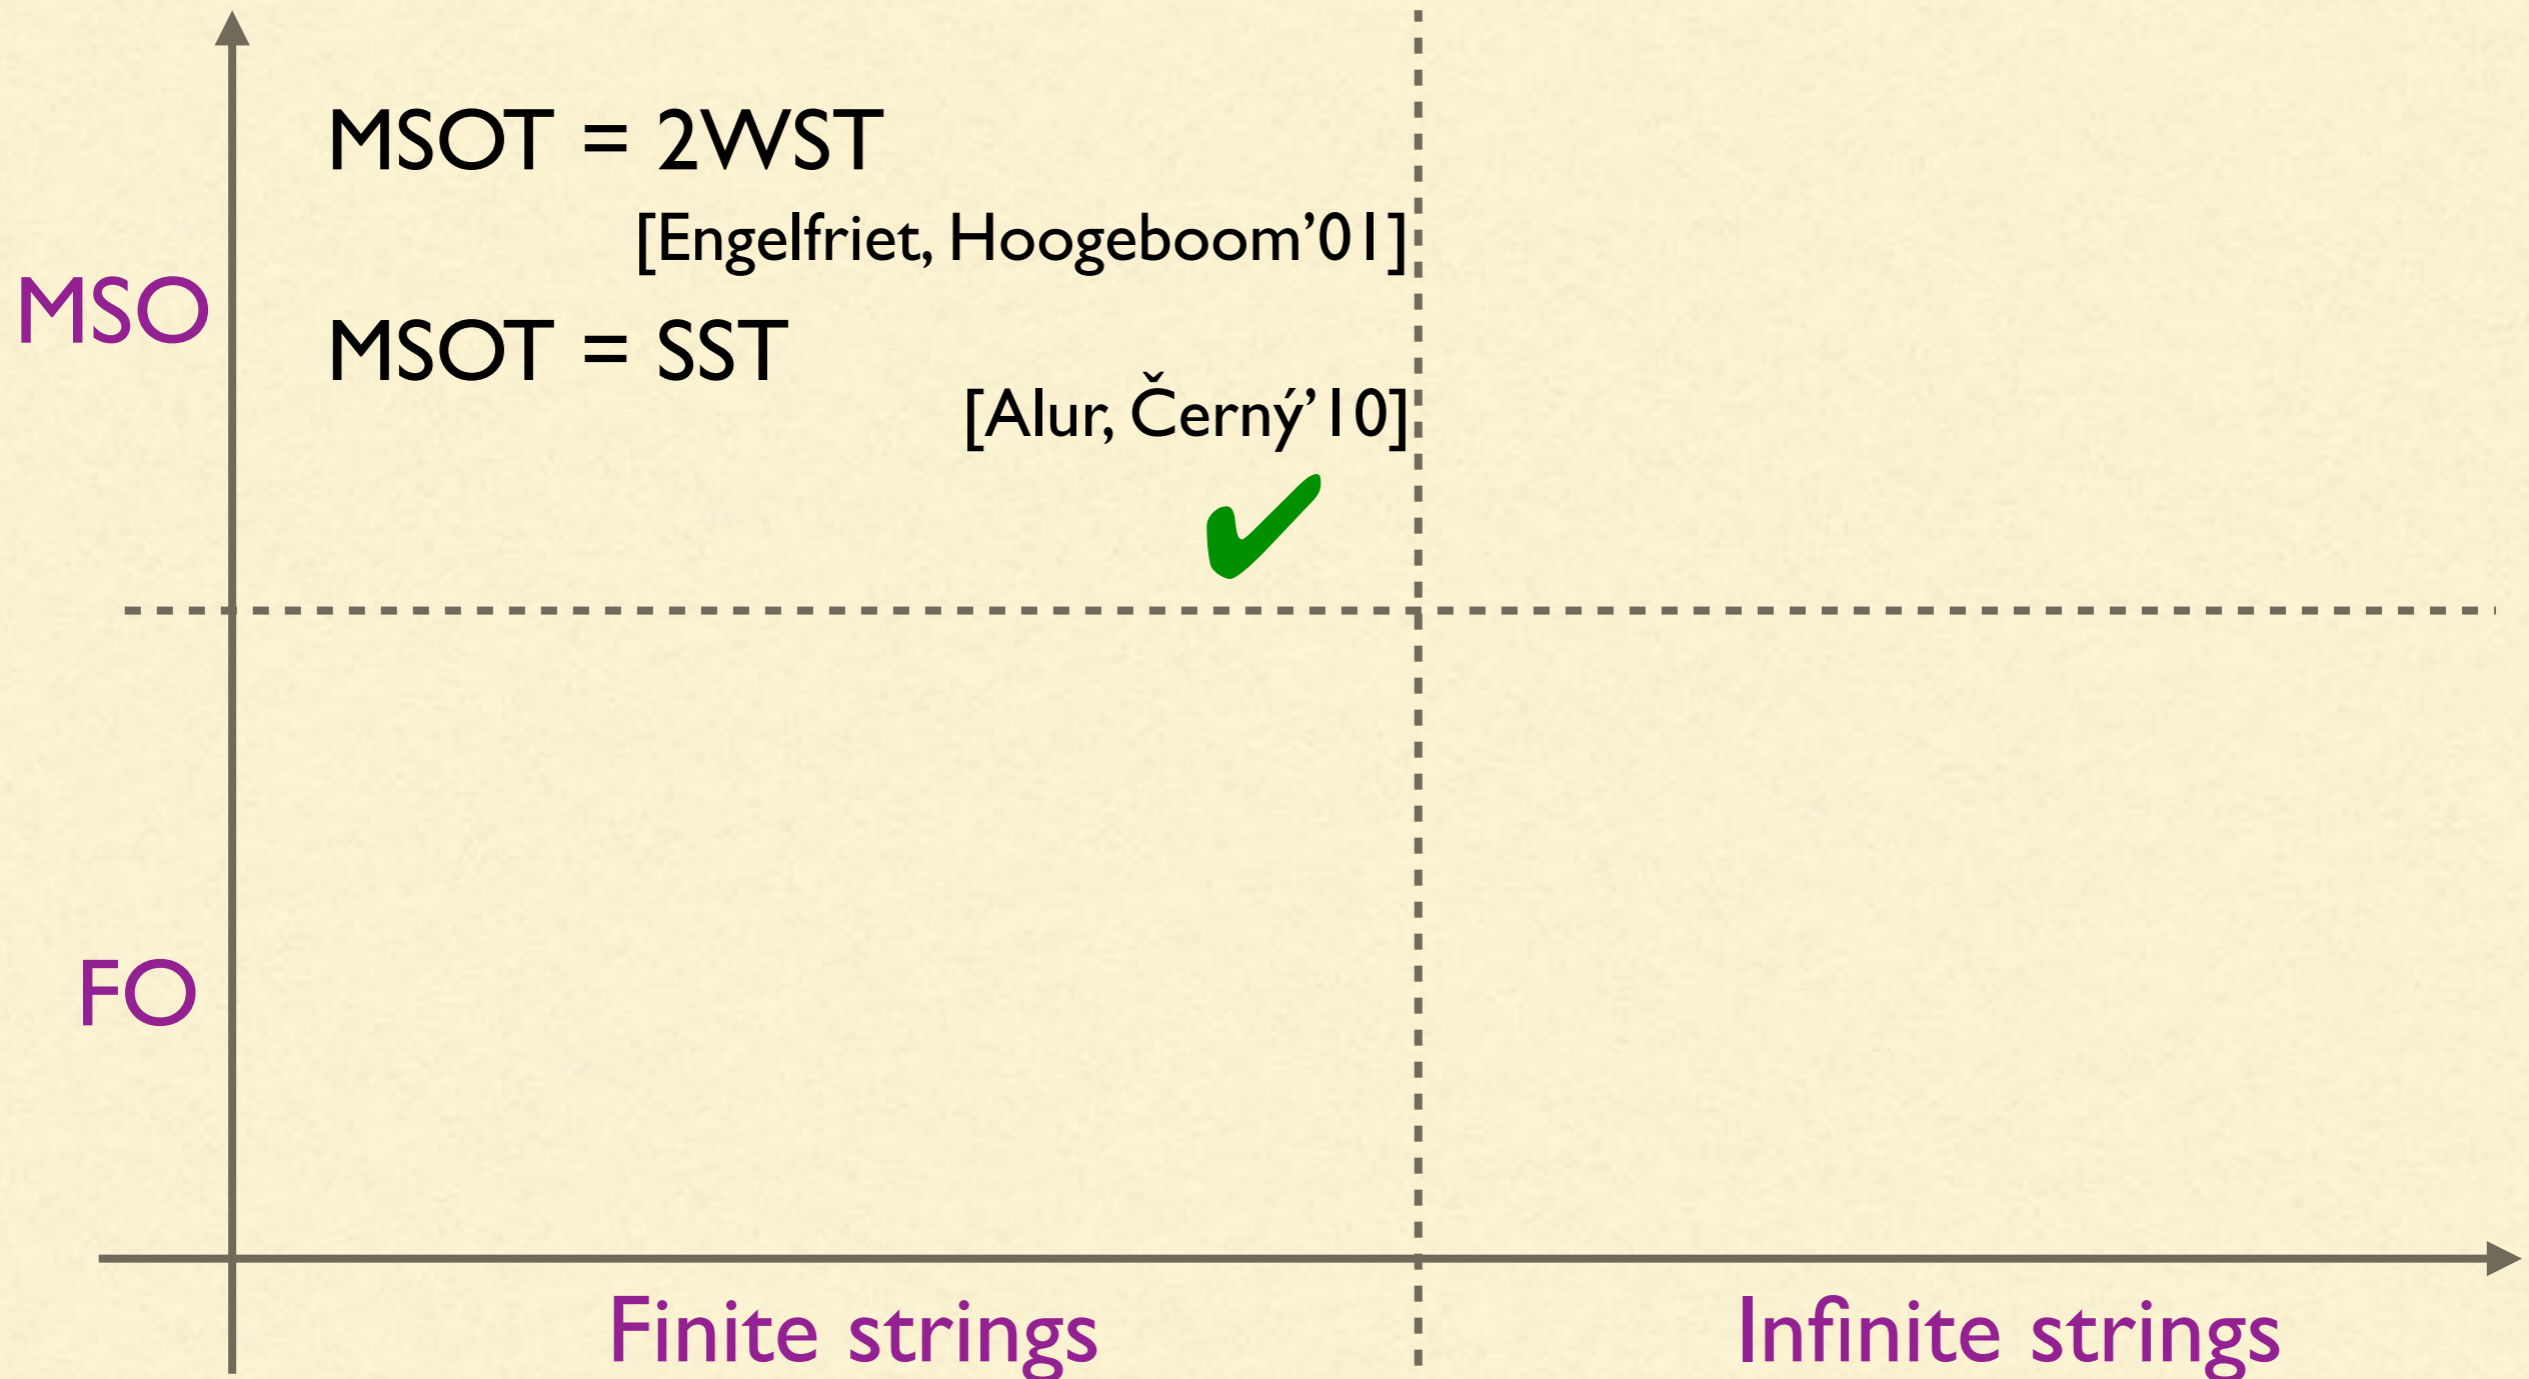 MSOT = 2WST
[Engelfriet, Hoogeboom’01]
MSO
MSOT = SST
[Alur, Černý’10]
FO
Finite strings
Infinite strings